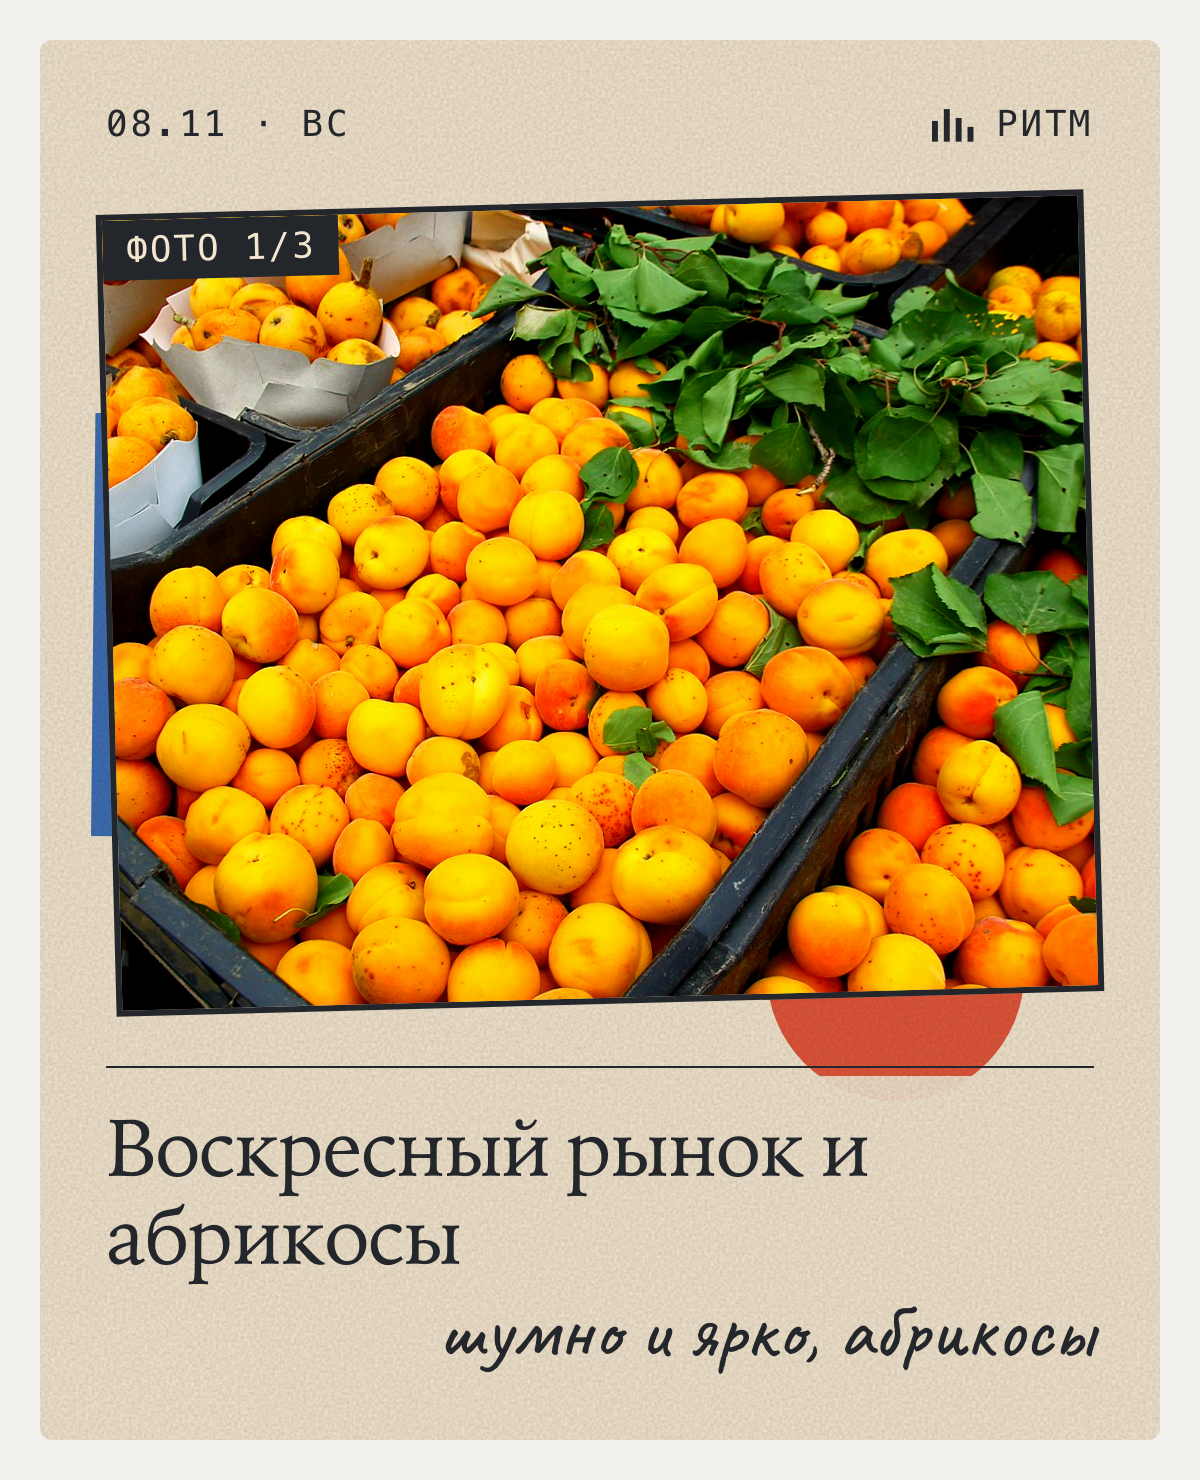 08.11 · ВС
РИТМ
ФОТО 1/3
Воскресный рынок и
абрикосы
шумно и ярко, абрикосы